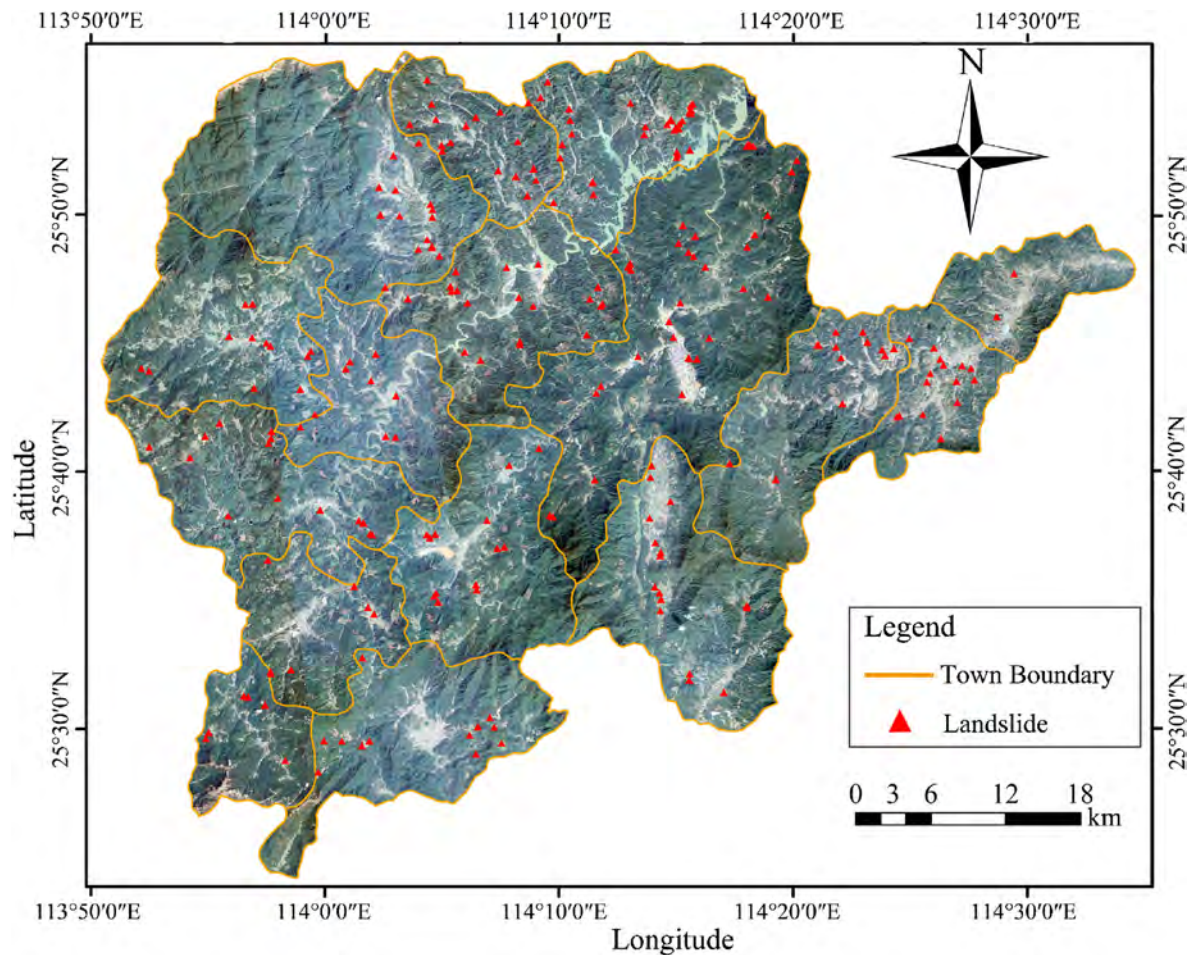 113°50′0″E 114°0′0″E 114°10′0″E 114°20′0″E 114°30′0″E
N
25°50′0″N 25°50′0″N
25°40′0″N 25°40′0″N
25°30′0″N 25°30′0″N
Latitude
Legend
Town Boundary
Landslide
0 3 6 12 18
km
113°50′0″E 114°0′0″E 114°10′0″E 114°20′0″E 114°30′0″E
Longitude